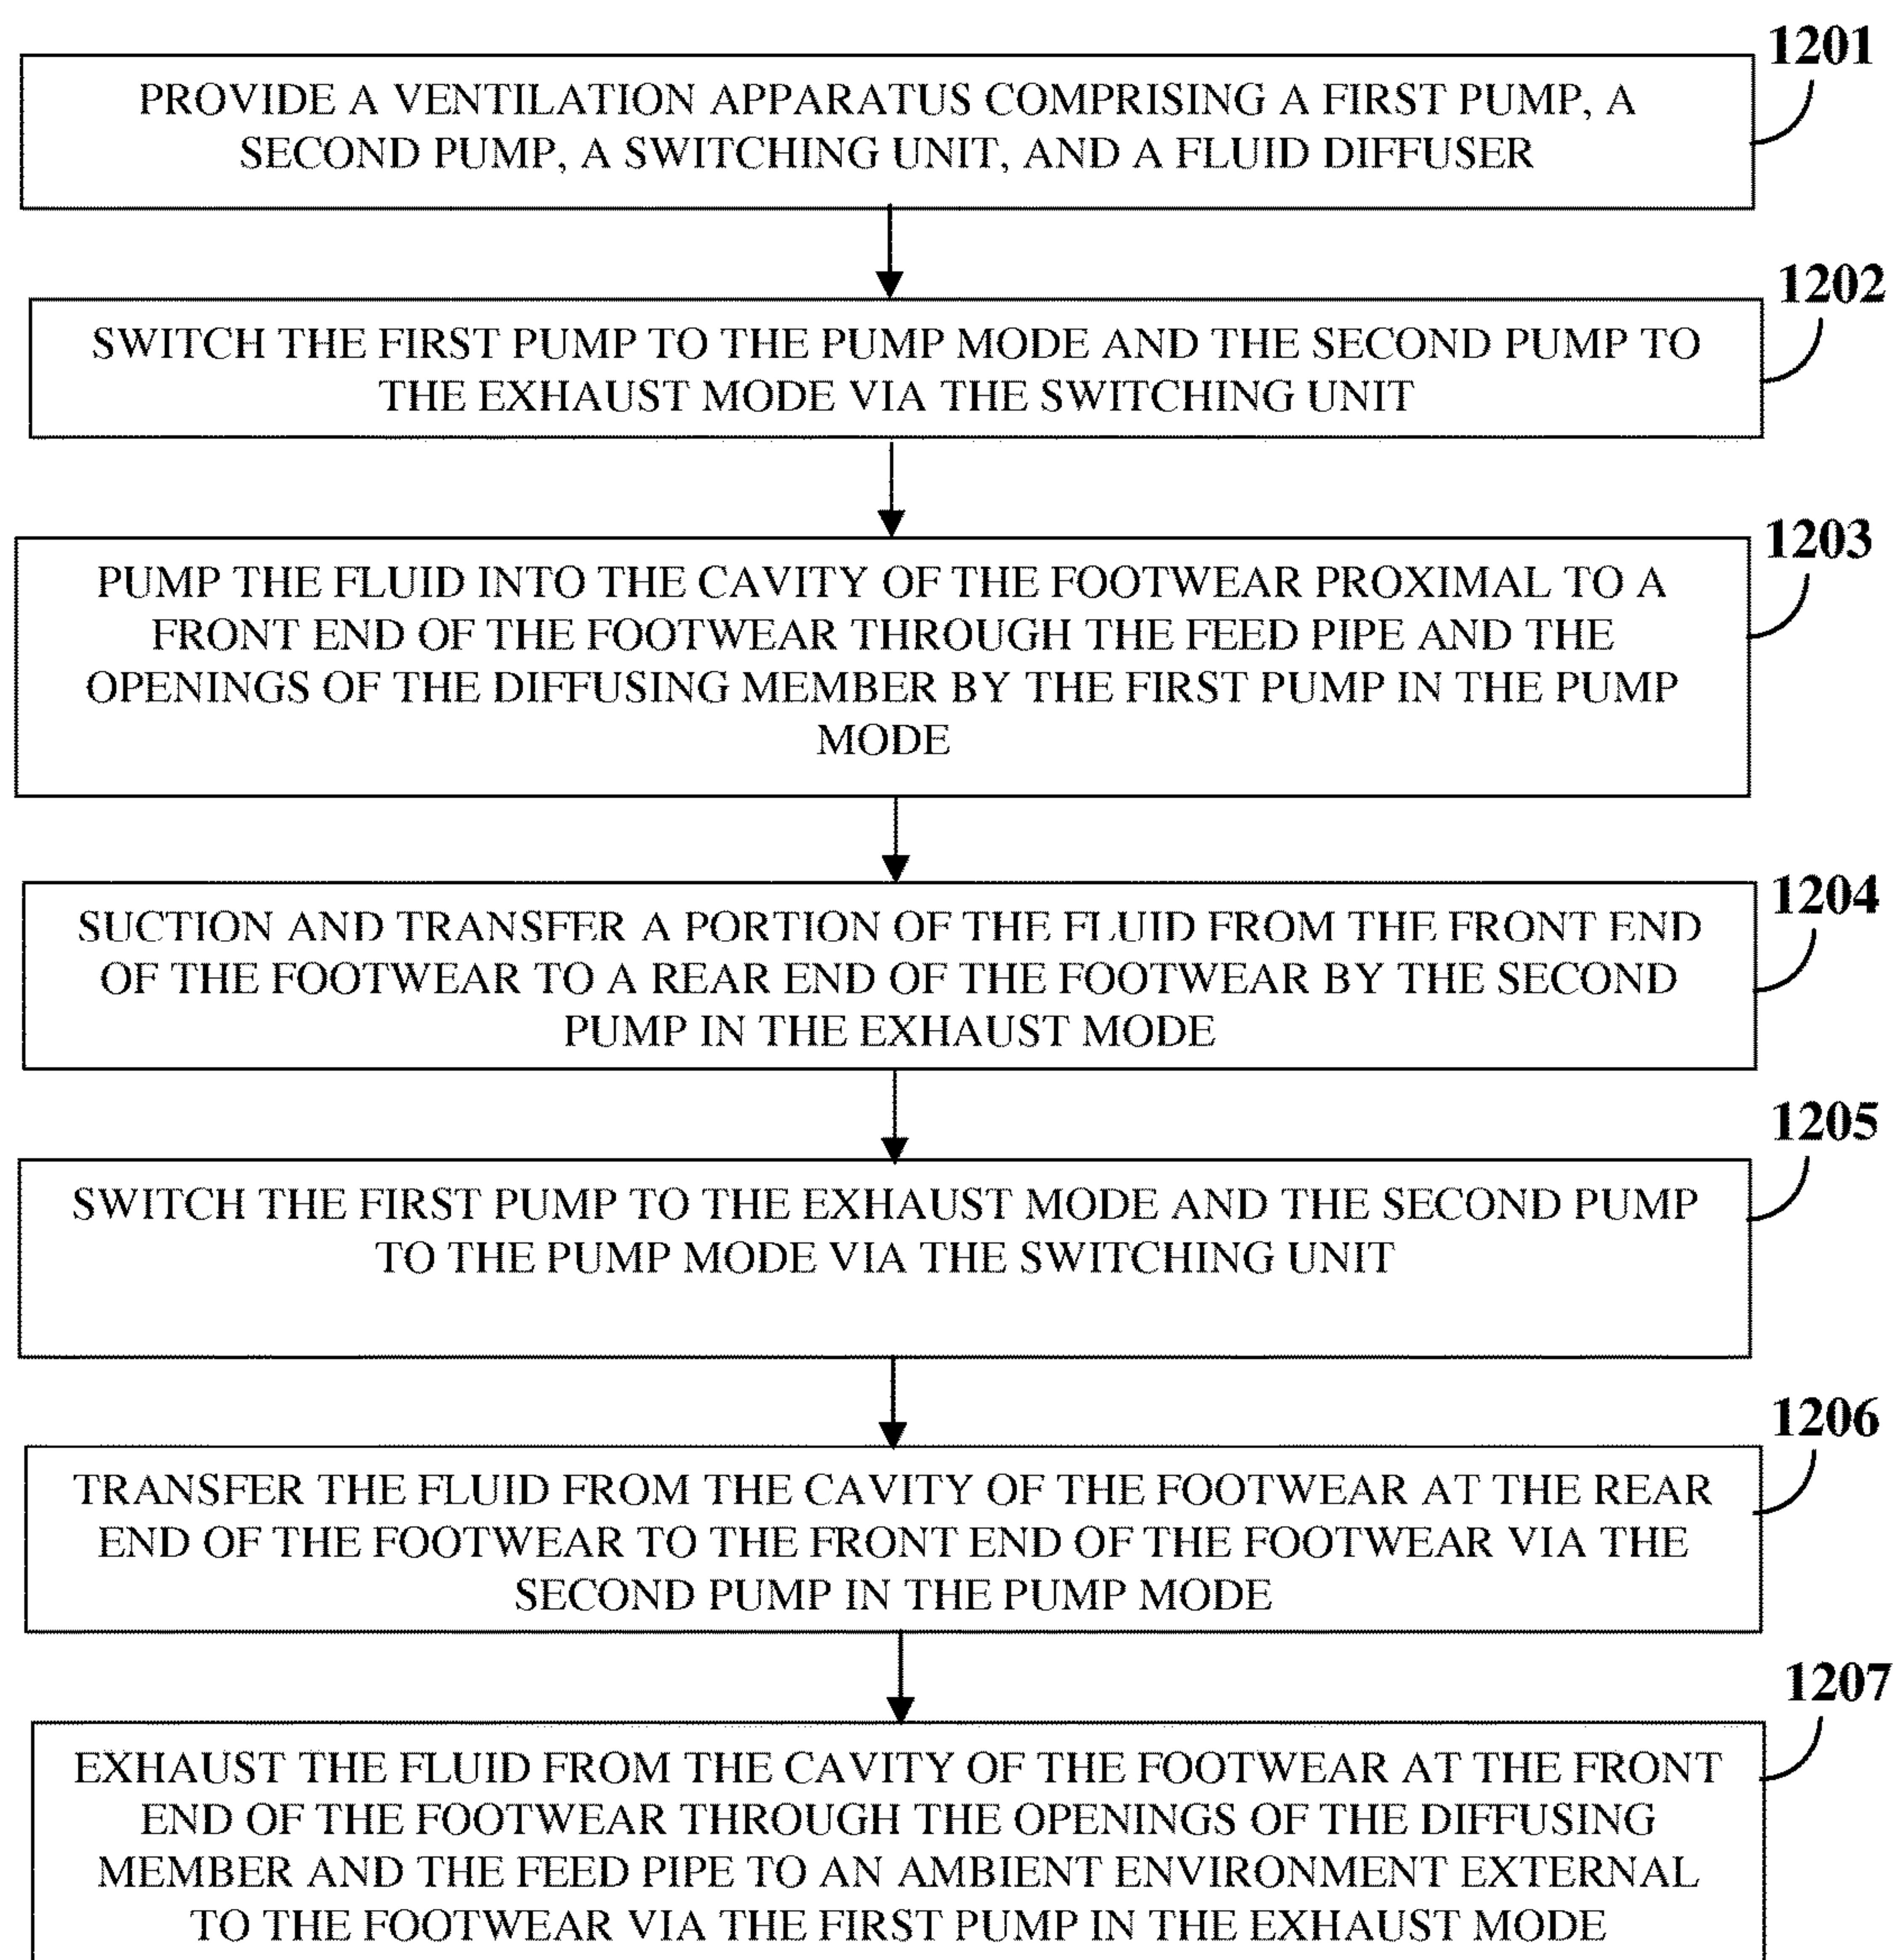 1201
PROVIDE A VENTILATION APPARATUS COMPRISING A FIRST PUMP, A
SECOND PUMP, A SWITCHING UNIT, AND A FLUID DIFFUSER
1202
SWITCH THE FIRST PUMP TO THE PUMP MODE AND THE SECOND PUMP TO
THE EXHAUST MODE VIA THE SWITCHING UNIT
1203
PUMP THE FLUID INTO THE CAVITY OF THE FOOTWEAR PROXIMAL TO A
FRONT END OF THE FOOTWEAR THROUGH THE FEED PIPE AND THE
OPENINGS OF THE DIFFUSING MEMBER BY THE FIRST PUMP IN THE PUMP
MODE
1204
SUCTION AND TRANSFER A PORTION OF THE FLUID FROM THE FRONT END
OF THE FOOTWEAR TO A REAR END OF THE FOOTWEAR BY THE SECOND
PUMP IN THE EXHAUST MODE
1205
SWITCH THE FIRST PUMP TO THE EXHAUST MODE AND THE SECOND PUMP
TO THE PUMP MODE VIA THE SWITCHING UNIT
1206
TRANSFER THE FLUID FROM THE CAVITY OF THE FOOTWEAR AT THE REAR
END OF THE FOOTWEAR TO THE FRONT END OF THE FOOTWEAR VIA THE
SECOND PUMP IN THE PUMP MODE
1207
EXHAUST THE FLUID FROM THE CAVITY OF THE FOOTWEAR AT THE FRONT
END OF THE FOOTWEAR THROUGH THE OPENINGS OF THE DIFFUSING
MEMBER AND THE FEED PIPE TO AN AMBIENT ENVIRONMENT EXTERNAL
TO THE FOOTWEAR VIA THE FIRST PUMP IN THE EXHAUST MODE